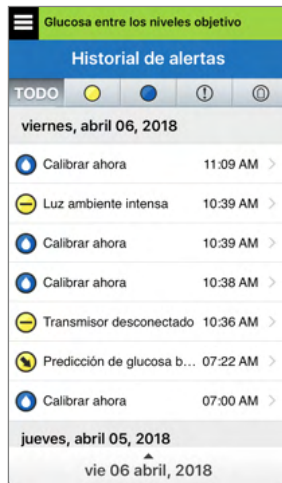 Glucosa entre los niveles objetivo
Historial de alertas
TODO
viernes, abril 06, 2018
Calibrar ahora 11:09 AM
Luz ambiente intensa 10:39 AM
Calibrar ahora 10:39 AM
Calibrar ahora 10:38 AM
Transmisor desconectado 10:36 AM
Predicción de glucosa b... 07:22 AM
Calibrar ahora 07:00 AM
jueves, abril 05, 2018
vie 06 abril, 2018